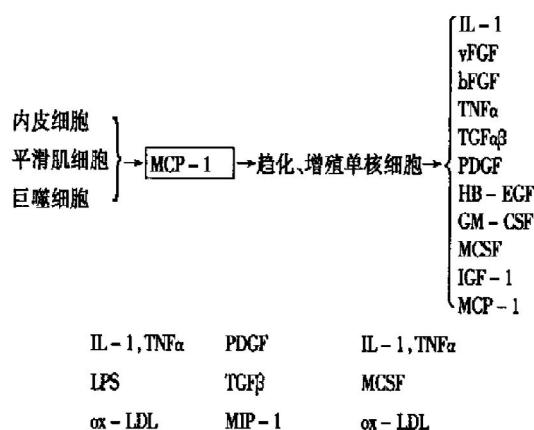 IL-1
vFGF
bFGF
TNFα
TGFαβ
PDGF
HB-EGF
GM-CSF
MCSF
IGF-1
MCP-1
内皮细胞
平滑肌细胞
巨噬细胞
→ MCP-1 →趋化、增殖单核细胞→
IL-1,TNFα PDGF IL-1,TNFα
LPS TGFβ MCSF
ox-LDL MIP-1 ox-LDL